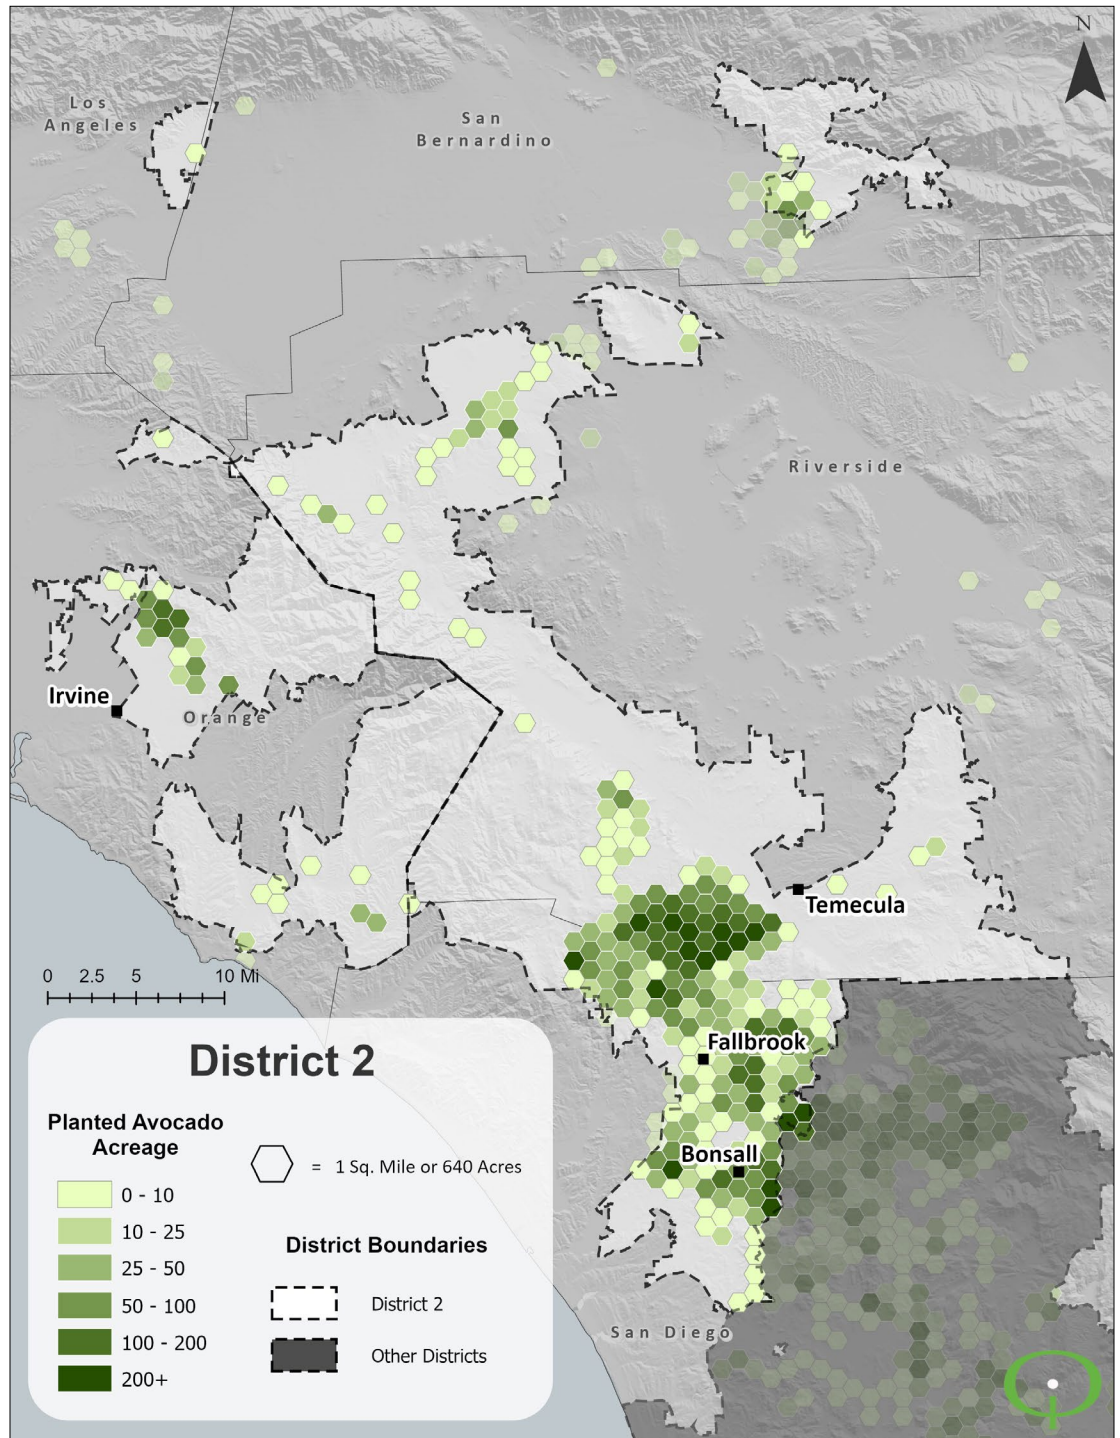 N
Los
Angeles
San
Bernardino
Riverside
Irvine
Orange
Temecula
0 2.5 5 10 Mi
Fallbrook
Bonsall
San Diego
District 2
Planted Avocado
Acreage
0 - 10
10 - 25
25 - 50
50 - 100
100 - 200
200+
= 1 Sq. Mile or 640 Acres
District Boundaries
District 2
Other Districts